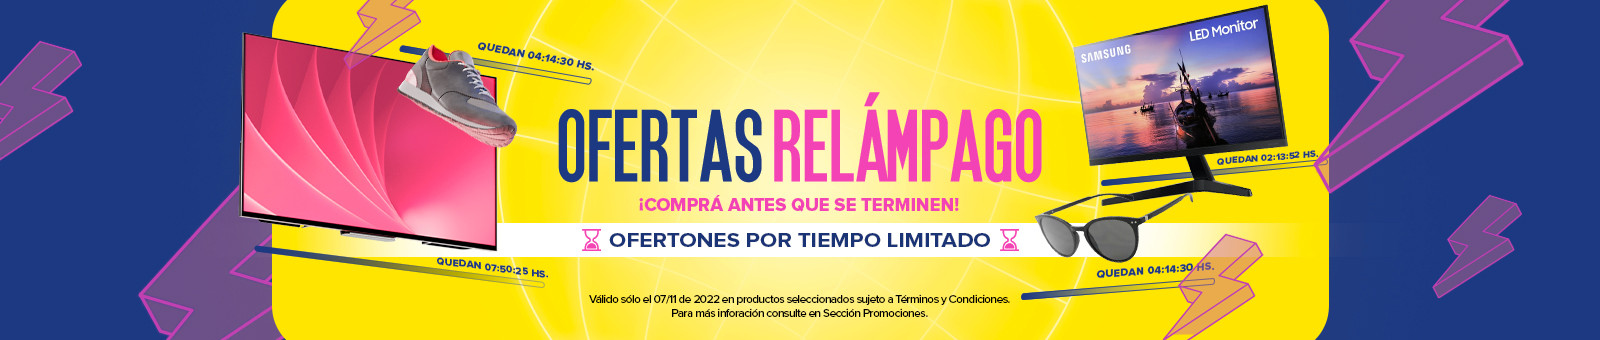 QUEDAN 04:14:30 HS.
SAMSUNG
LED Monitor
OFERTAS RELÁMPAGO
¡COMPRÁ ANTES QUE SE TERMINEN!
OFERTONES POR TIEMPO LIMITADO
QUEDAN 02:13:52 HS.
QUEDAN 07:50:25 HS.
QUEDAN 04:14:30 HS.
Válido sólo el 07/11 de 2022 en productos seleccionados sujeto a Términos y Condiciones.
Para más inforación consulte en Sección Promociones.